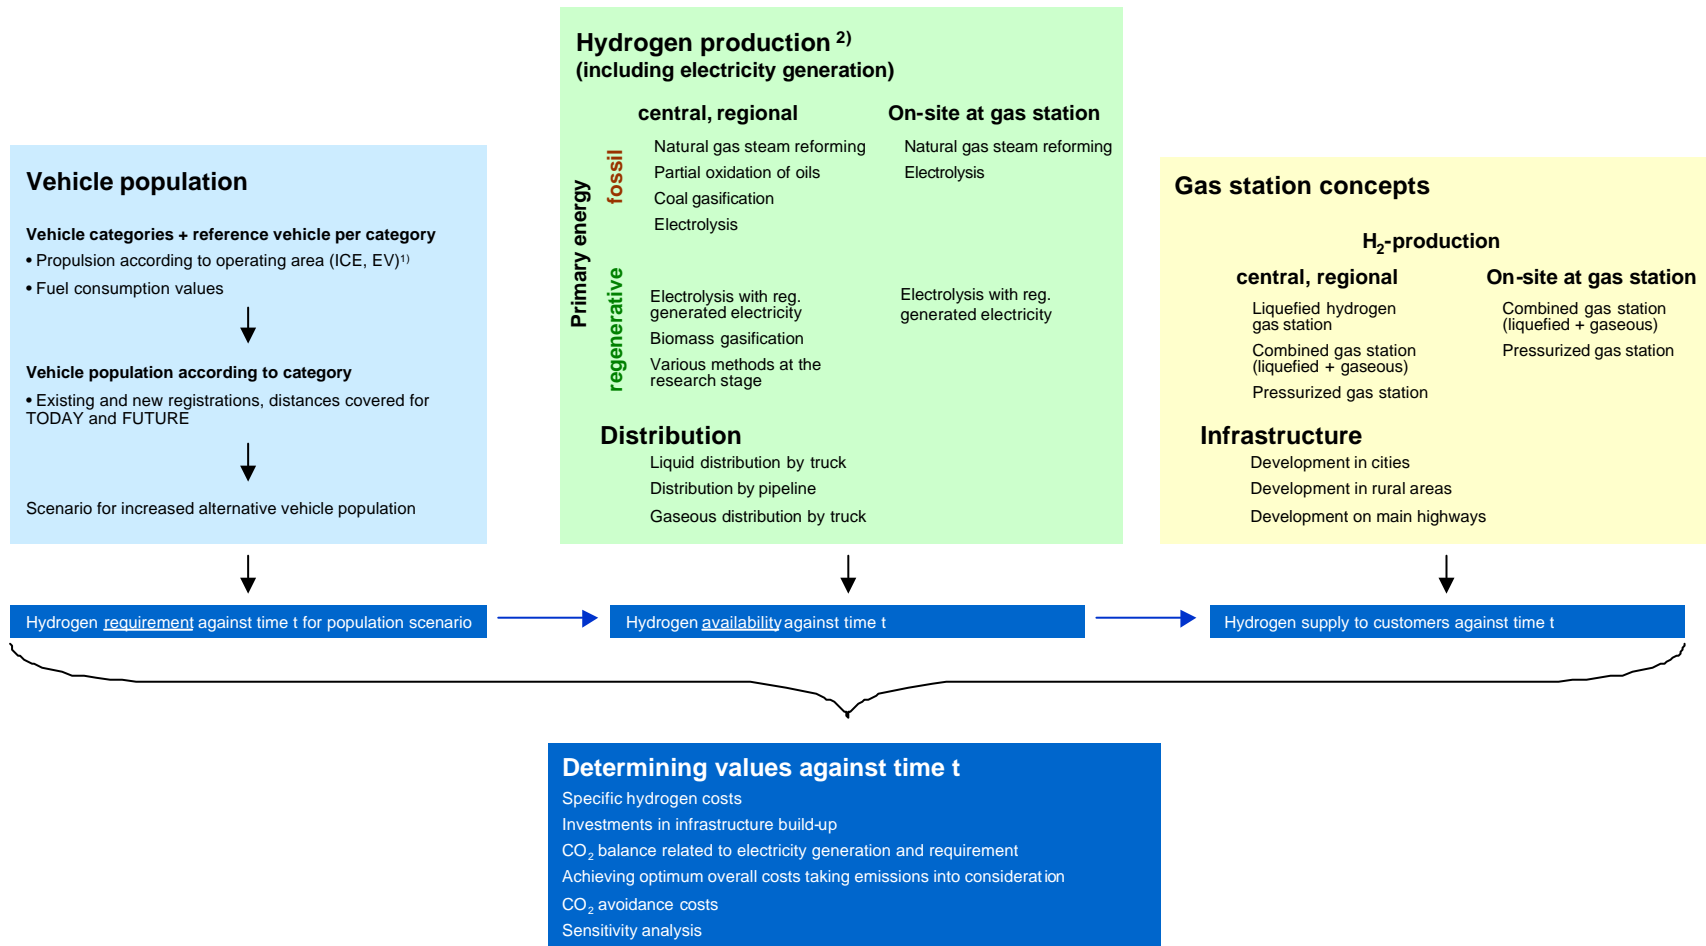 Hydrogen production 2)
(including electricity generation)
central, regional
On-site at gas station
Primary energy
fossil
Natural gas steam reforming
Partial oxidation of oils
Coal gasification
Electrolysis
Natural gas steam reforming
Electrolysis
regenerative
Electrolysis with reg.
generated electricity
Biomass gasification
Various methods at the
research stage
Electrolysis with reg.
generated electricity
Distribution
Liquid distribution by truck
Distribution by pipeline
Gaseous distribution by truck
Vehicle population
Vehicle categories + reference vehicle per category
• Propulsion according to operating area (ICE, EV)1)
• Fuel consumption values
Vehicle population according to category
• Existing and new registrations, distances covered for
TODAY and FUTURE
Scenario for increased alternative vehicle population
Gas station concepts
H2-production
central, regional
On-site at gas station
Liquefied hydrogen
gas station
Combined gas station
(liquefied + gaseous)
Pressurized gas station
Combined gas station
(liquefied + gaseous)
Pressurized gas station
Infrastructure
Development in cities
Development in rural areas
Development on main highways
Hydrogen requirement against time t for population scenario
Hydrogen availability against time t
Hydrogen supply to customers against time t
Determining values against time t
Specific hydrogen costs
Investments in infrastructure build-up
CO2 balance related to electricity generation and requirement
Achieving optimum overall costs taking emissions into consideration
CO2 avoidance costs
Sensitivity analysis